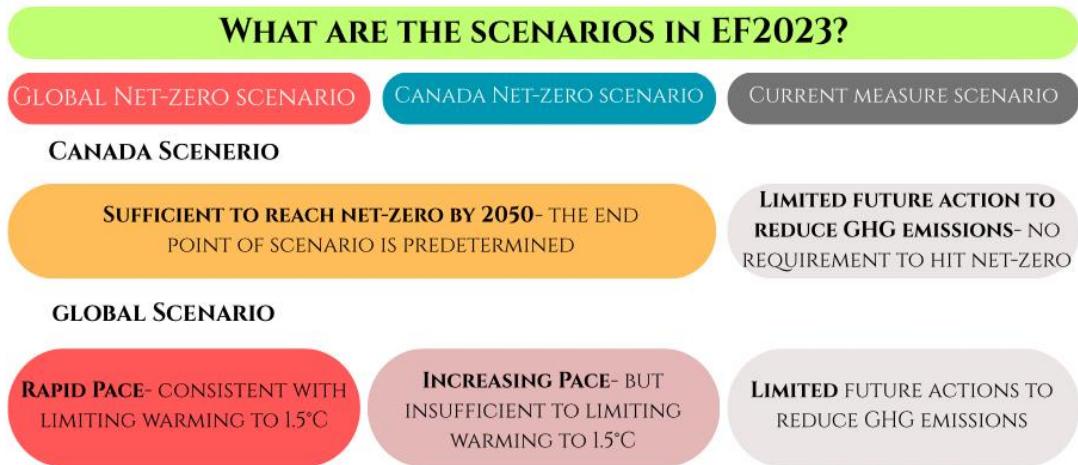 WHAT ARE THE SCENARIOS IN EF2023?
GLOBAL NET-ZERO SCENARIO
CANADA NET-ZERO SCENARIO
CURRENT MEASURE SCENARIO
CANADA SCENERIO
SUFFICIENT TO REACH NET-ZERO BY 2050- THE END
POINT OF SCENARIO IS PREDETERMINED
LIMITED FUTURE ACTION TO
REDUCE GHG EMISSIONS- NO
REQUIREMENT TO HIT NET-ZERO
GLOBAL SCENARIO
RAPID PACE- CONSISTENT WITH
LIMITING WARMING TO 1.5°C
INCREASING PACE- BUT
INSUFFICIENT TO LIMITING
WARMING TO 1.5°C
LIMITED FUTURE ACTIONS TO
REDUCE GHG EMISSIONS